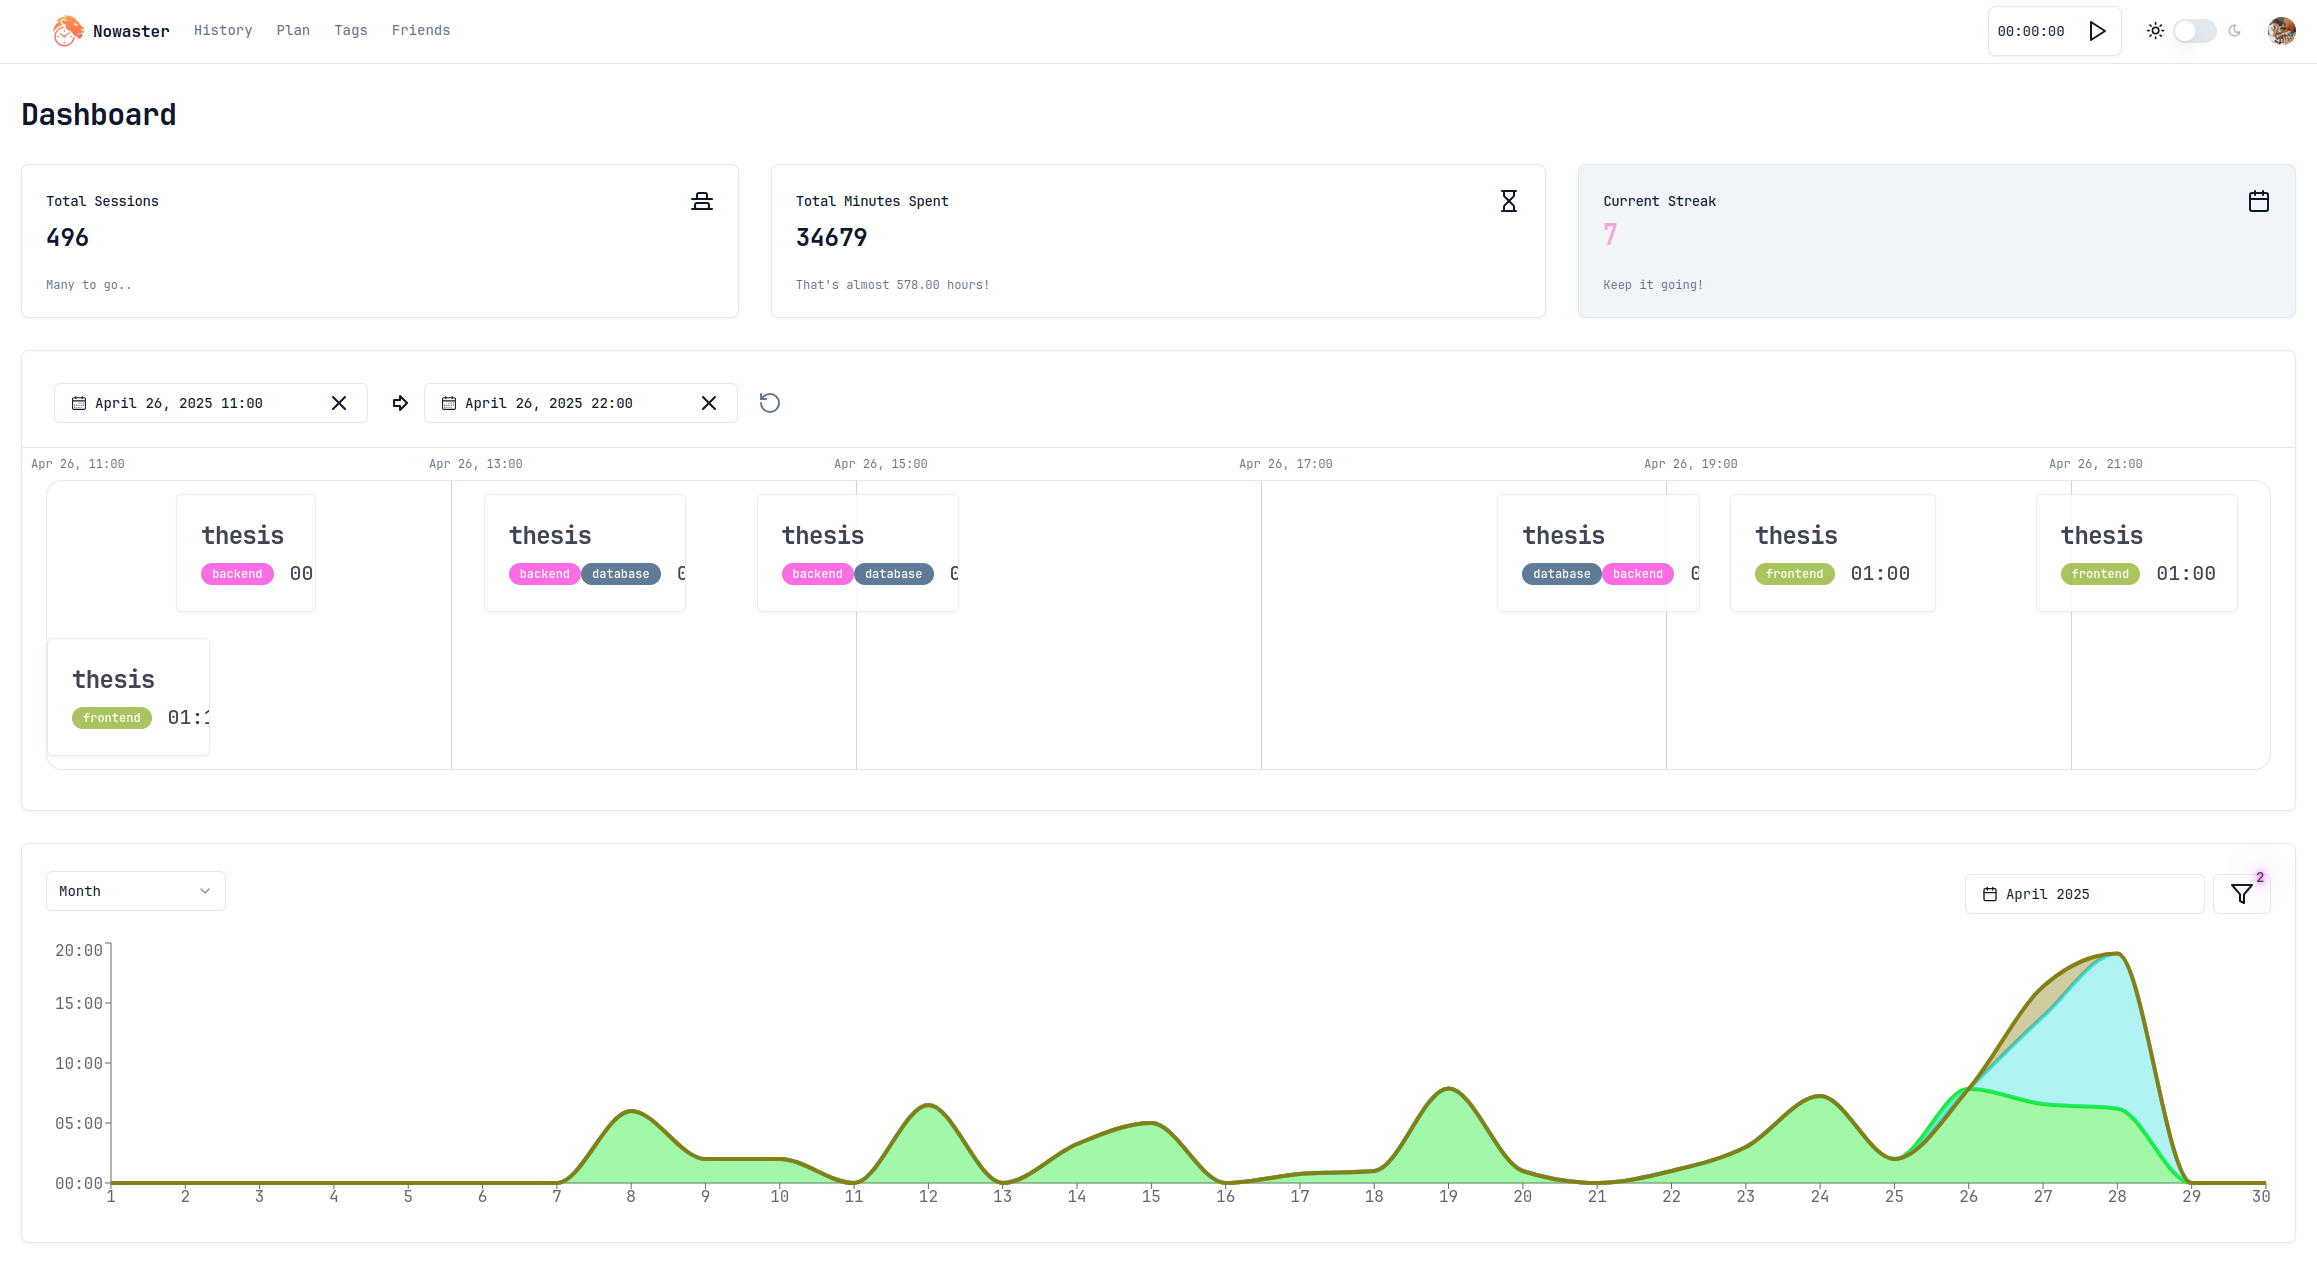 Nowaster History Plan Tags Friends 00:00:00
Dashboard
Total Sessions
496
Many to go..
Total Minutes Spent
34679
That's almost 578.00 hours!
Current Streak
7
Keep it going!
April 26, 2025 11:00 April 26, 2025 22:00
Apr 26, 11:00 Apr 26, 13:00 Apr 26, 15:00 Apr 26, 17:00 Apr 26, 19:00 Apr 26, 21:00
thesis
backend 00
thesis
backend database
thesis
backend database
thesis
database backend
thesis
frontend 01:00
thesis
frontend 01:00
thesis
frontend 01:
Month
April 2025
2
20:00
15:00
10:00
05:00
00:00
1 2 3 4 5 6 7 8 9 10 11 12 13 14 15 16 17 18 19 20 21 22 23 24 25 26 27 28 29 30